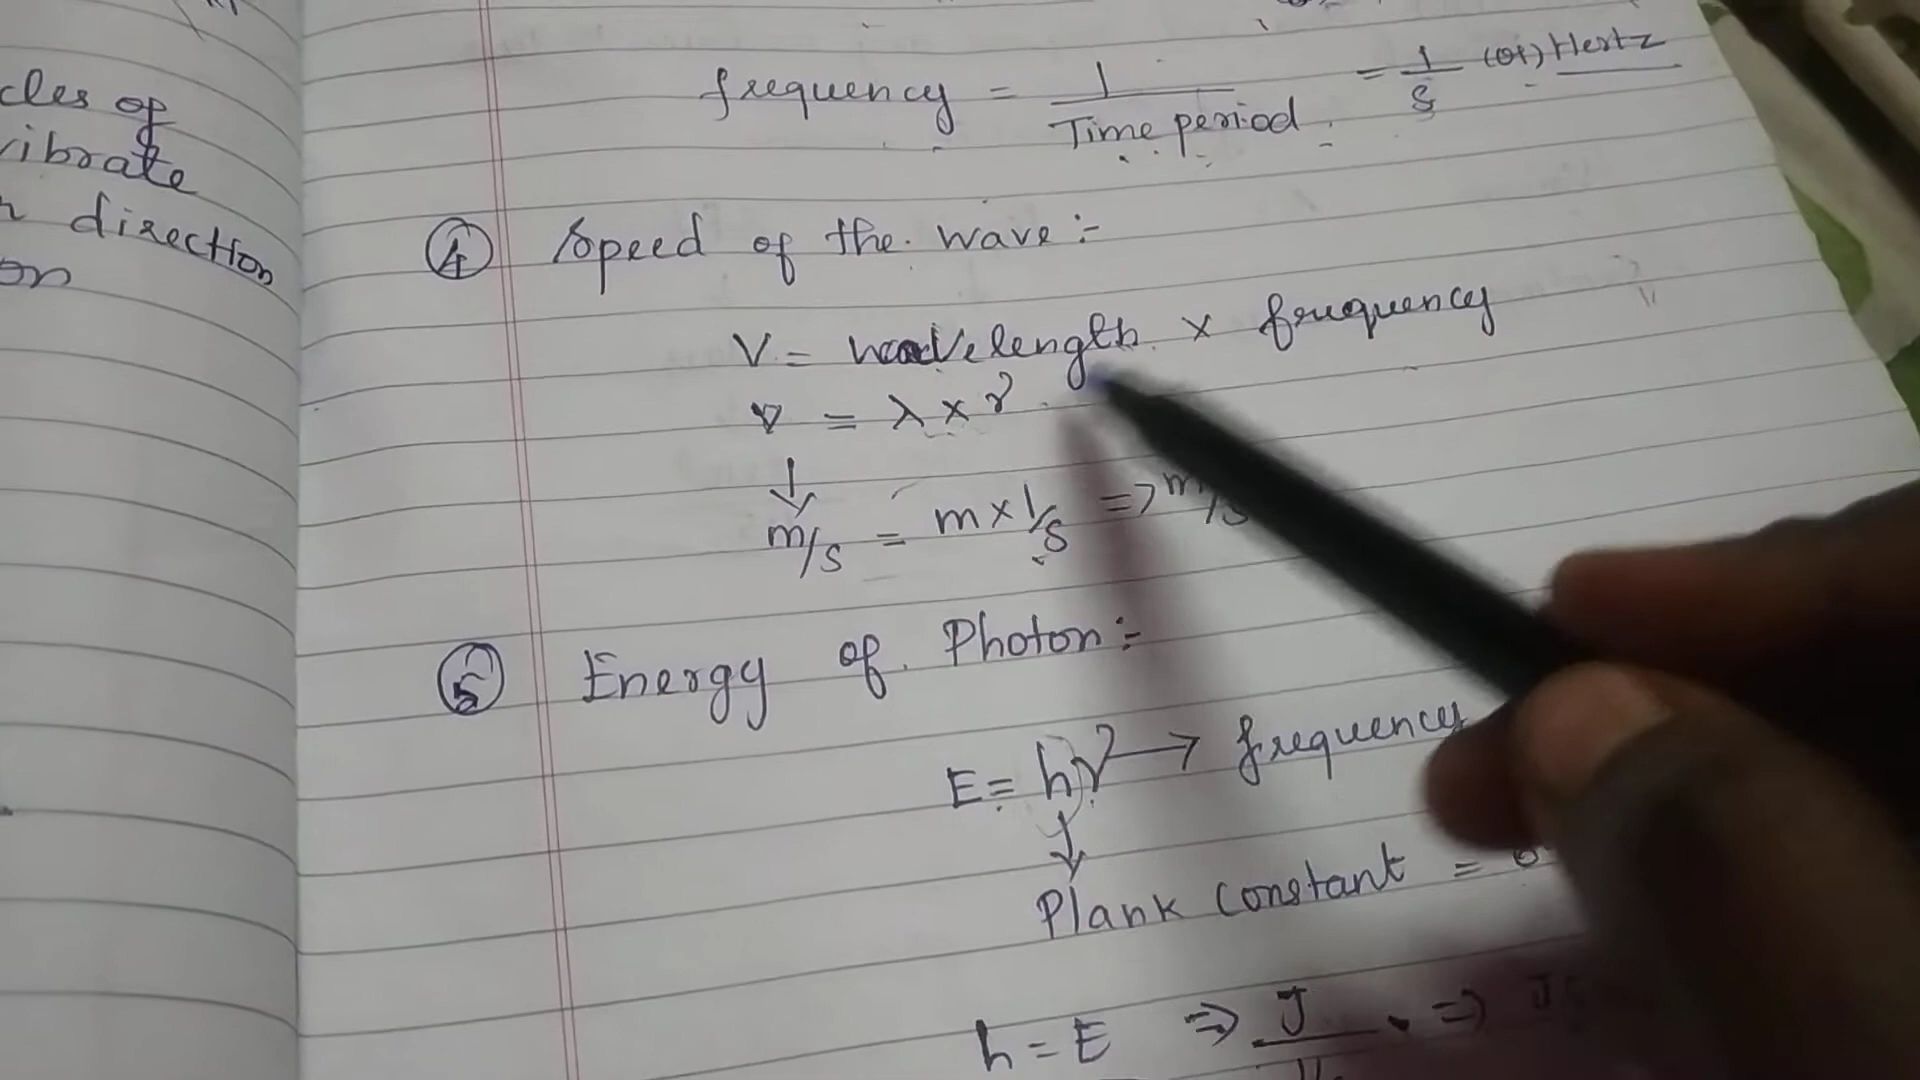 cles of
vibrate
direction
on
frequency = 1 / Time period = 1/s (or) Hertz
④ Speed of the wave :-
V = wavelength × frequency
V = λ × ν
↓
m/s = m × 1/s => m/s
⑤ Energy of Photon :-
E = hν → frequency
↓
Plank constant =
h = E => J =>